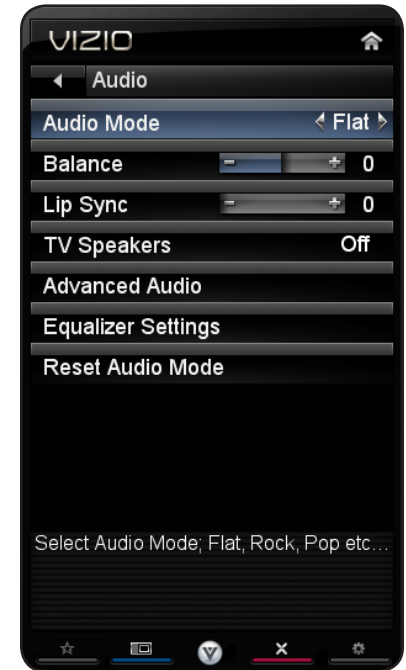 VIZIO
Audio
Audio Mode Flat
Balance - + 0
Lip Sync - + 0
TV Speakers Off
Advanced Audio
Equalizer Settings
Reset Audio Mode
Select Audio Mode; Flat, Rock, Pop etc...
V